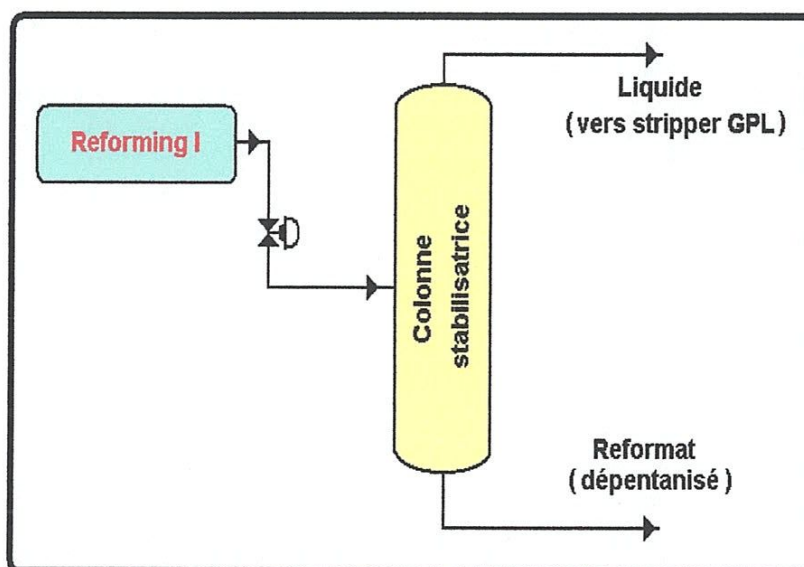 Reforming I
Liquide
( vers stripper GPL )
Colonne
stabilisatrice
Reformat
( dépentanisé )